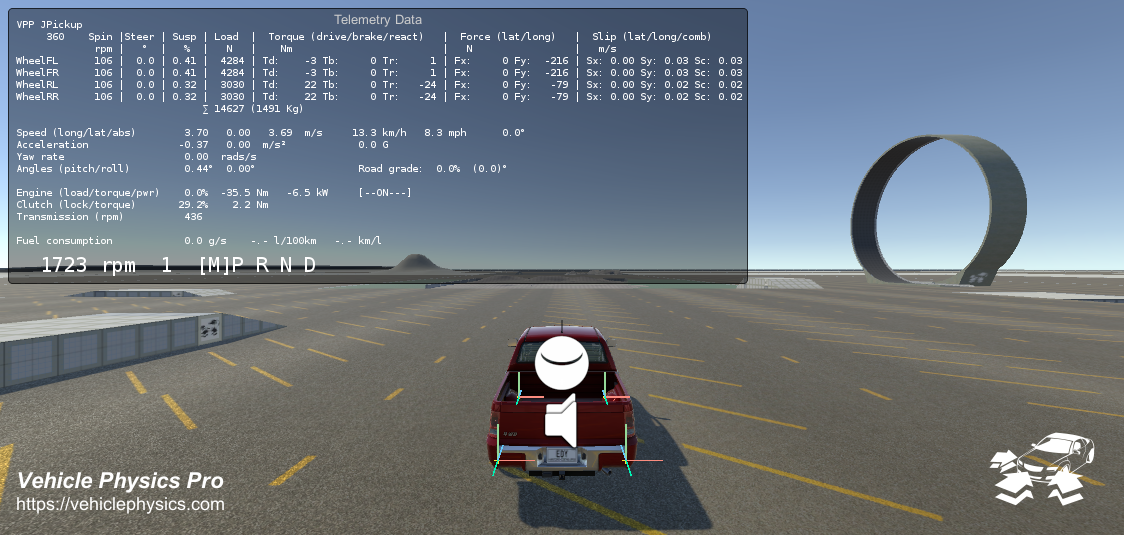 Telemetry Data
VPP JPickup
360 Spin |Steer | Susp | Load | Torque (drive/brake/react) | Force (lat/long) | Slip (lat/long/comb)
rpm | ° | % | N | Nm | N | m/s
WheelFL 106 | 0.0 | 0.41 | 4284 | Td: -3 Tb: 0 Tr: 1 | Fx: 0 Fy: -216 | Sx: 0.00 Sy: 0.03 Sc: 0.03
WheelFR 106 | 0.0 | 0.41 | 4284 | Td: -3 Tb: 0 Tr: 1 | Fx: 0 Fy: -216 | Sx: 0.00 Sy: 0.03 Sc: 0.03
WheelRL 106 | 0.0 | 0.32 | 3030 | Td: 22 Tb: 0 Tr: -24 | Fx: 0 Fy: -79 | Sx: 0.00 Sy: 0.02 Sc: 0.02
WheelRR 106 | 0.0 | 0.32 | 3030 | Td: 22 Tb: 0 Tr: -24 | Fx: 0 Fy: -79 | Sx: 0.00 Sy: 0.02 Sc: 0.02
∑ 14627 (1491 Kg)
Speed (long/lat/abs) 3.70 0.00 3.69 m/s 13.3 km/h 8.3 mph 0.0°
Acceleration -0.37 0.00 m/s² 0.0 G
Yaw rate 0.00 rads/s
Angles (pitch/roll) 0.44° 0.00° Road grade: 0.0% (0.0)°
Engine (load/torque/pwr) 0.0% -35.5 Nm -6.5 kW [--ON---]
Clutch (lock/torque) 29.2% 2.2 Nm
Transmission (rpm) 436
Fuel consumption 0.0 g/s -.- l/100km -.- km/l
1723 rpm 1 [M]P R N D
EDY
Vehicle Physics Pro
https://vehiclephysics.com